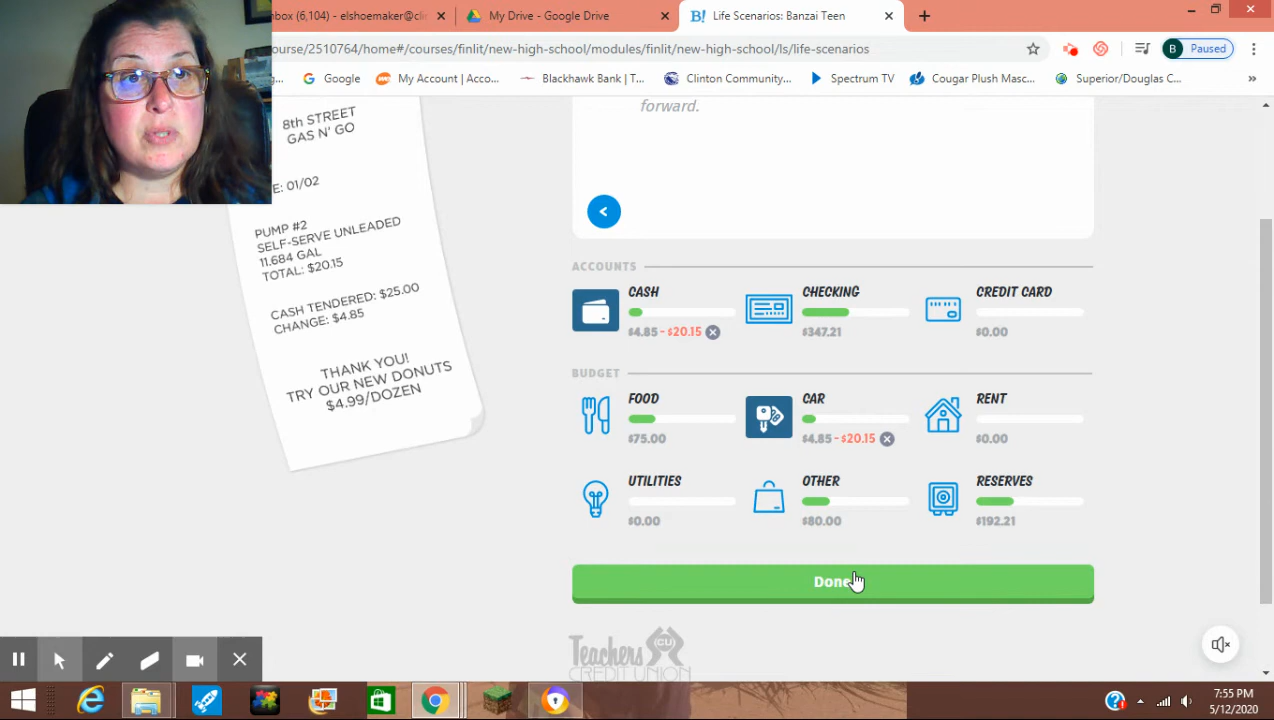 nbox (6,104) - elshoemaker@cli
My Drive - Google Drive
B! Life Scenarios: Banzai Teen
ourse/2510764/home#/courses/finlit/new-high-school/modules/finlit/new-high-school/ls/life-scenarios
B Paused
g...
Google
My Account | Acco...
Blackhawk Bank | T...
Clinton Community...
Spectrum TV
Cougar Plush Masc...
Superior/Douglas C...
»
forward.
8th STREET
GAS N' GO
E: 01/02
PUMP #2
SELF-SERVE UNLEADED
11.684 GAL
TOTAL: $20.15
CASH TENDERED: $25.00
CHANGE: $4.85
THANK YOU!
TRY OUR NEW DONUTS
$4.99/DOZEN
<
ACCOUNTS
CASH
$4.85 - $20.15
CHECKING
$347.21
CREDIT CARD
$0.00
BUDGET
FOOD
$75.00
CAR
$4.85 - $20.15
RENT
$0.00
UTILITIES
$0.00
OTHER
$80.00
RESERVES
$192.21
Done
Teachers
CU
CREDIT UNION
7:55 PM
5/12/2020